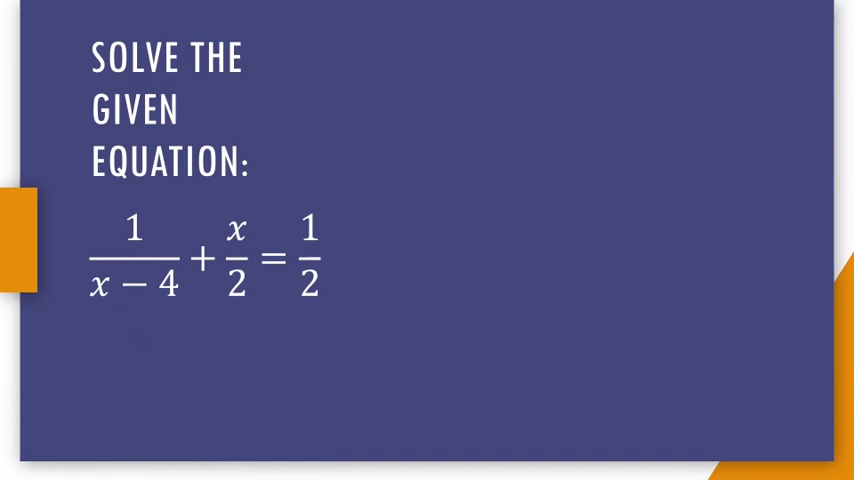 SOLVE THE
GIVEN
EQUATION:
1/(x − 4) + x/2 = 1/2